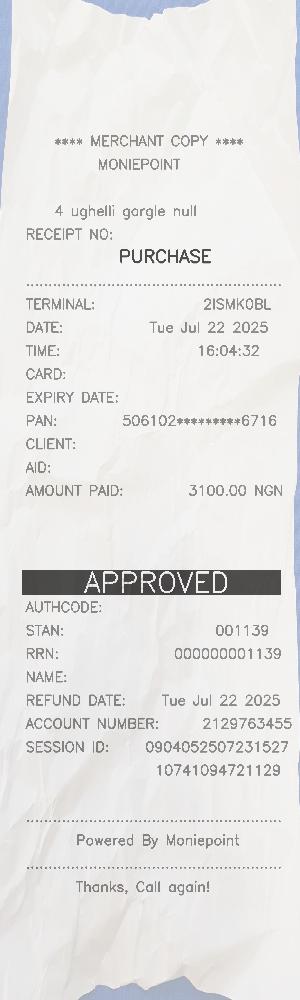 **** MERCHANT COPY ****
MONIEPOINT
4 ughelli gargle null
RECEIPT NO:
PURCHASE
TERMINAL: 2ISMK0BL
DATE: Tue Jul 22 2025
TIME: 16:04:32
CARD:
EXPIRY DATE:
PAN: 506102*********6716
CLIENT:
AID:
AMOUNT PAID: 3100.00 NGN
APPROVED
AUTHCODE:
STAN: 001139
RRN: 000000001139
NAME:
REFUND DATE: Tue Jul 22 2025
ACCOUNT NUMBER: 2129763455
SESSION ID: 0904052507231527
10741094721129
Powered By Moniepoint
Thanks, Call again!